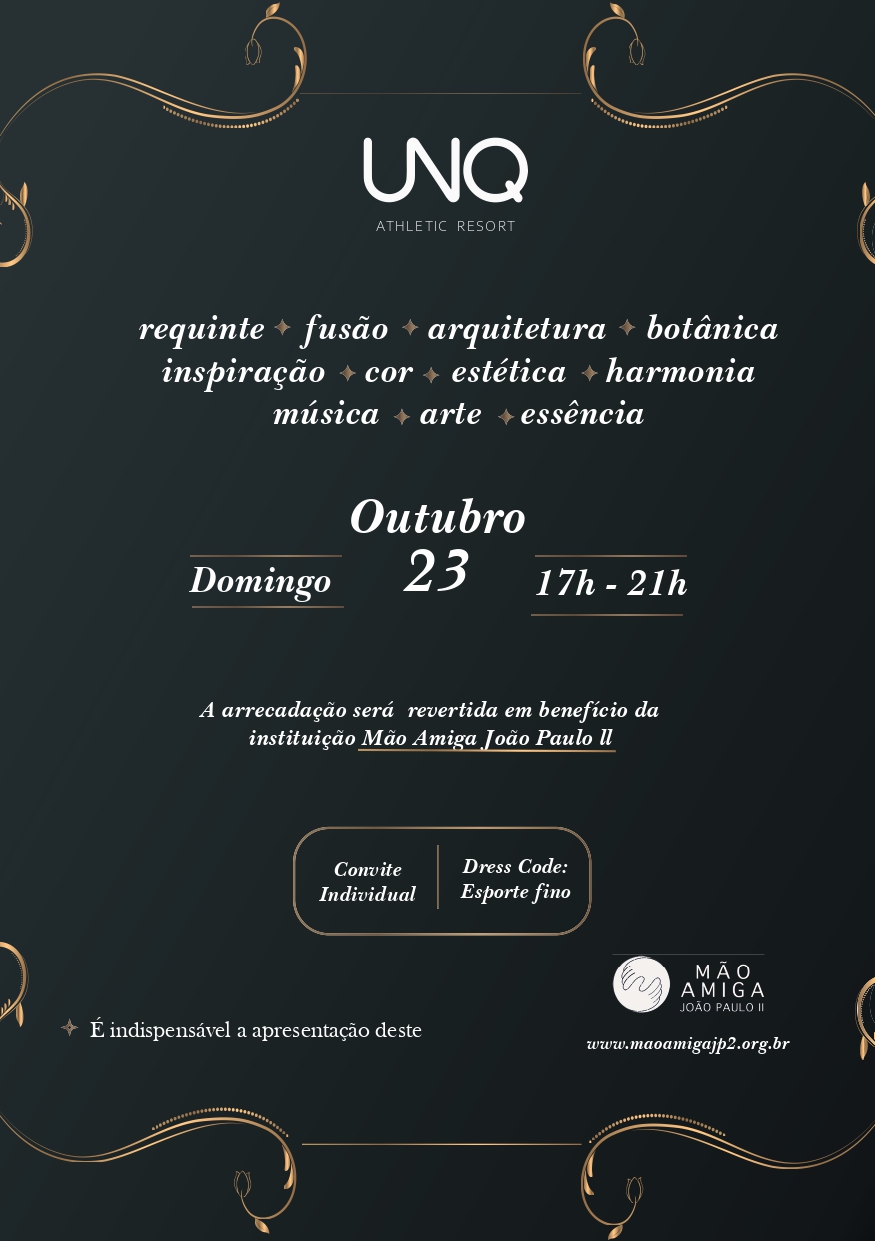 UNQ
ATHLETIC RESORT
requinte fusão arquitetura botânica
inspiração cor estética harmonia
música arte essência
Outubro
Domingo 23 17h - 21h
A arrecadação será revertida em benefício da
instituição Mão Amiga João Paulo ll
Convite
Individual
Dress Code:
Esporte fino
MÃO
AMIGA
JOÃO PAULO II
É indispensável a apresentação deste
www.maoamigajp2.org.br